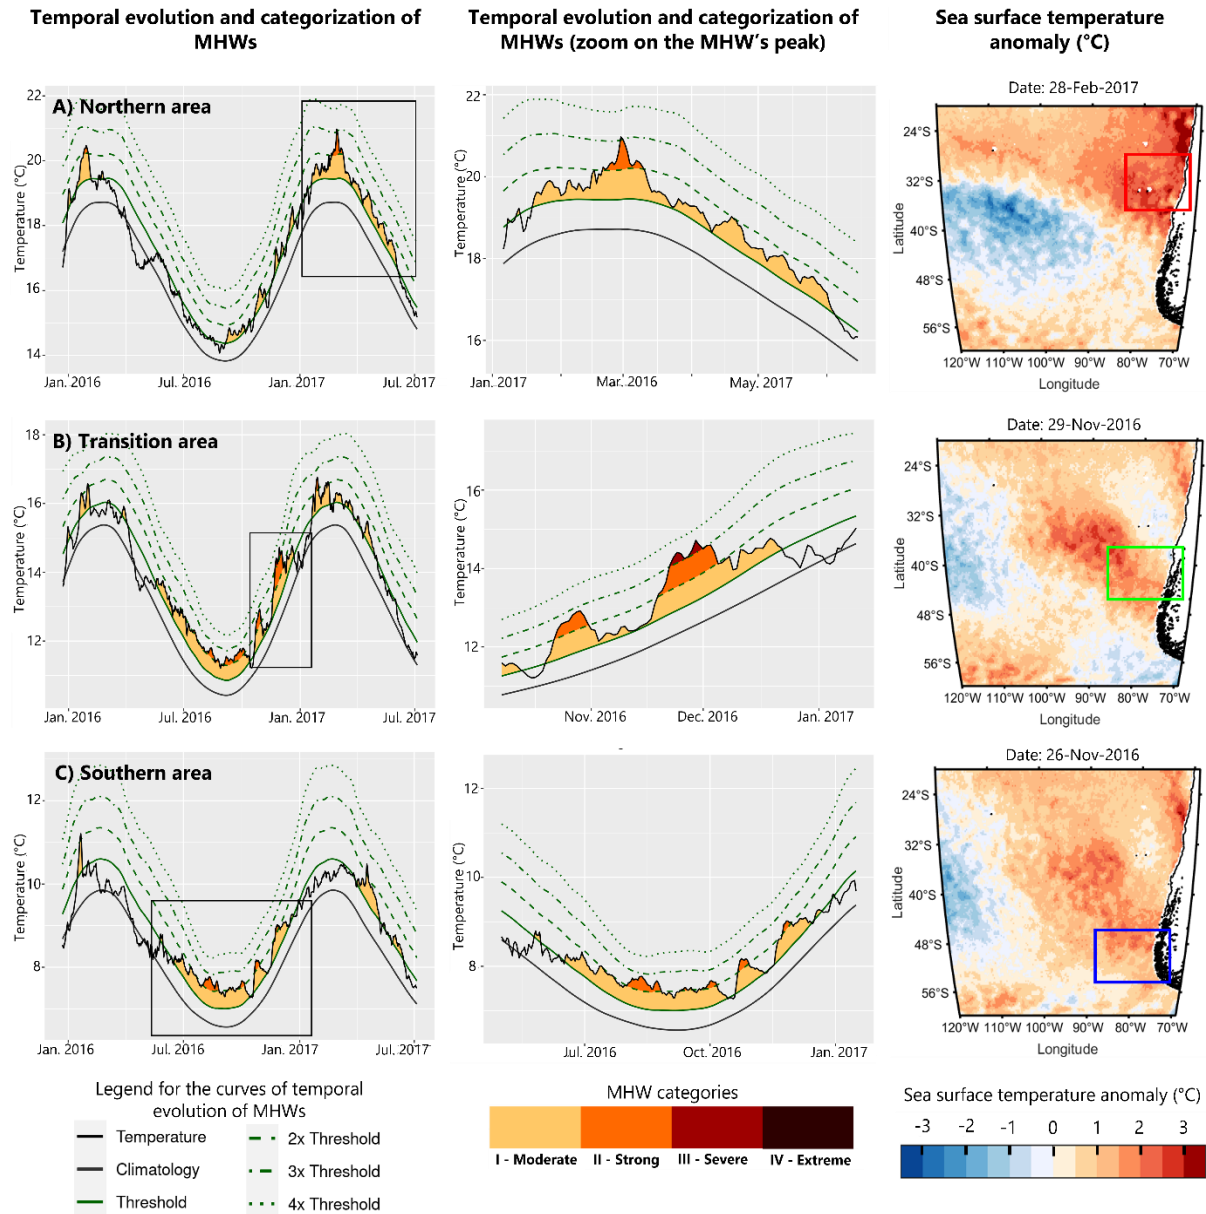 Temporal evolution and categorization of
MHWs
Temporal evolution and categorization of
MHWs (zoom on the MHW's peak)
Sea surface temperature
anomaly (°C)
A) Northern area
Temperature (°C)
22
20
18
16
14
Jan. 2016
Jul. 2016
Jan. 2017
Jul. 2017
Temperature (°C)
22
20
18
16
Jan. 2017
Mar. 2016
May. 2017
Date: 28-Feb-2017
Latitude
24°S
32°S
40°S
48°S
56°S
120°W 110°W 100°W 90°W 80°W 70°W
Longitude
B) Transition area
Temperature (°C)
18
16
14
12
Jan. 2016
Jul. 2016
Jan. 2017
Jul. 2017
Temperature (°C)
16
14
12
Nov. 2016
Dec. 2016
Jan. 2017
Date: 29-Nov-2016
Latitude
24°S
32°S
40°S
48°S
56°S
120°W 110°W 100°W 90°W 80°W 70°W
Longitude
C) Southern area
Temperature (°C)
12
10
8
Jan. 2016
Jul. 2016
Jan. 2017
Jul. 2017
Temperature (°C)
12
10
8
Jul. 2016
Oct. 2016
Jan. 2017
Date: 26-Nov-2016
Latitude
24°S
32°S
40°S
48°S
56°S
120°W 110°W 100°W 90°W 80°W 70°W
Longitude
Legend for the curves of temporal
evolution of MHWs
Temperature
Climatology
Threshold
2x Threshold
3x Threshold
4x Threshold
MHW categories
I - Moderate
II - Strong
III - Severe
IV - Extreme
Sea surface temperature anomaly (°C)
-3 -2 -1 0 1 2 3